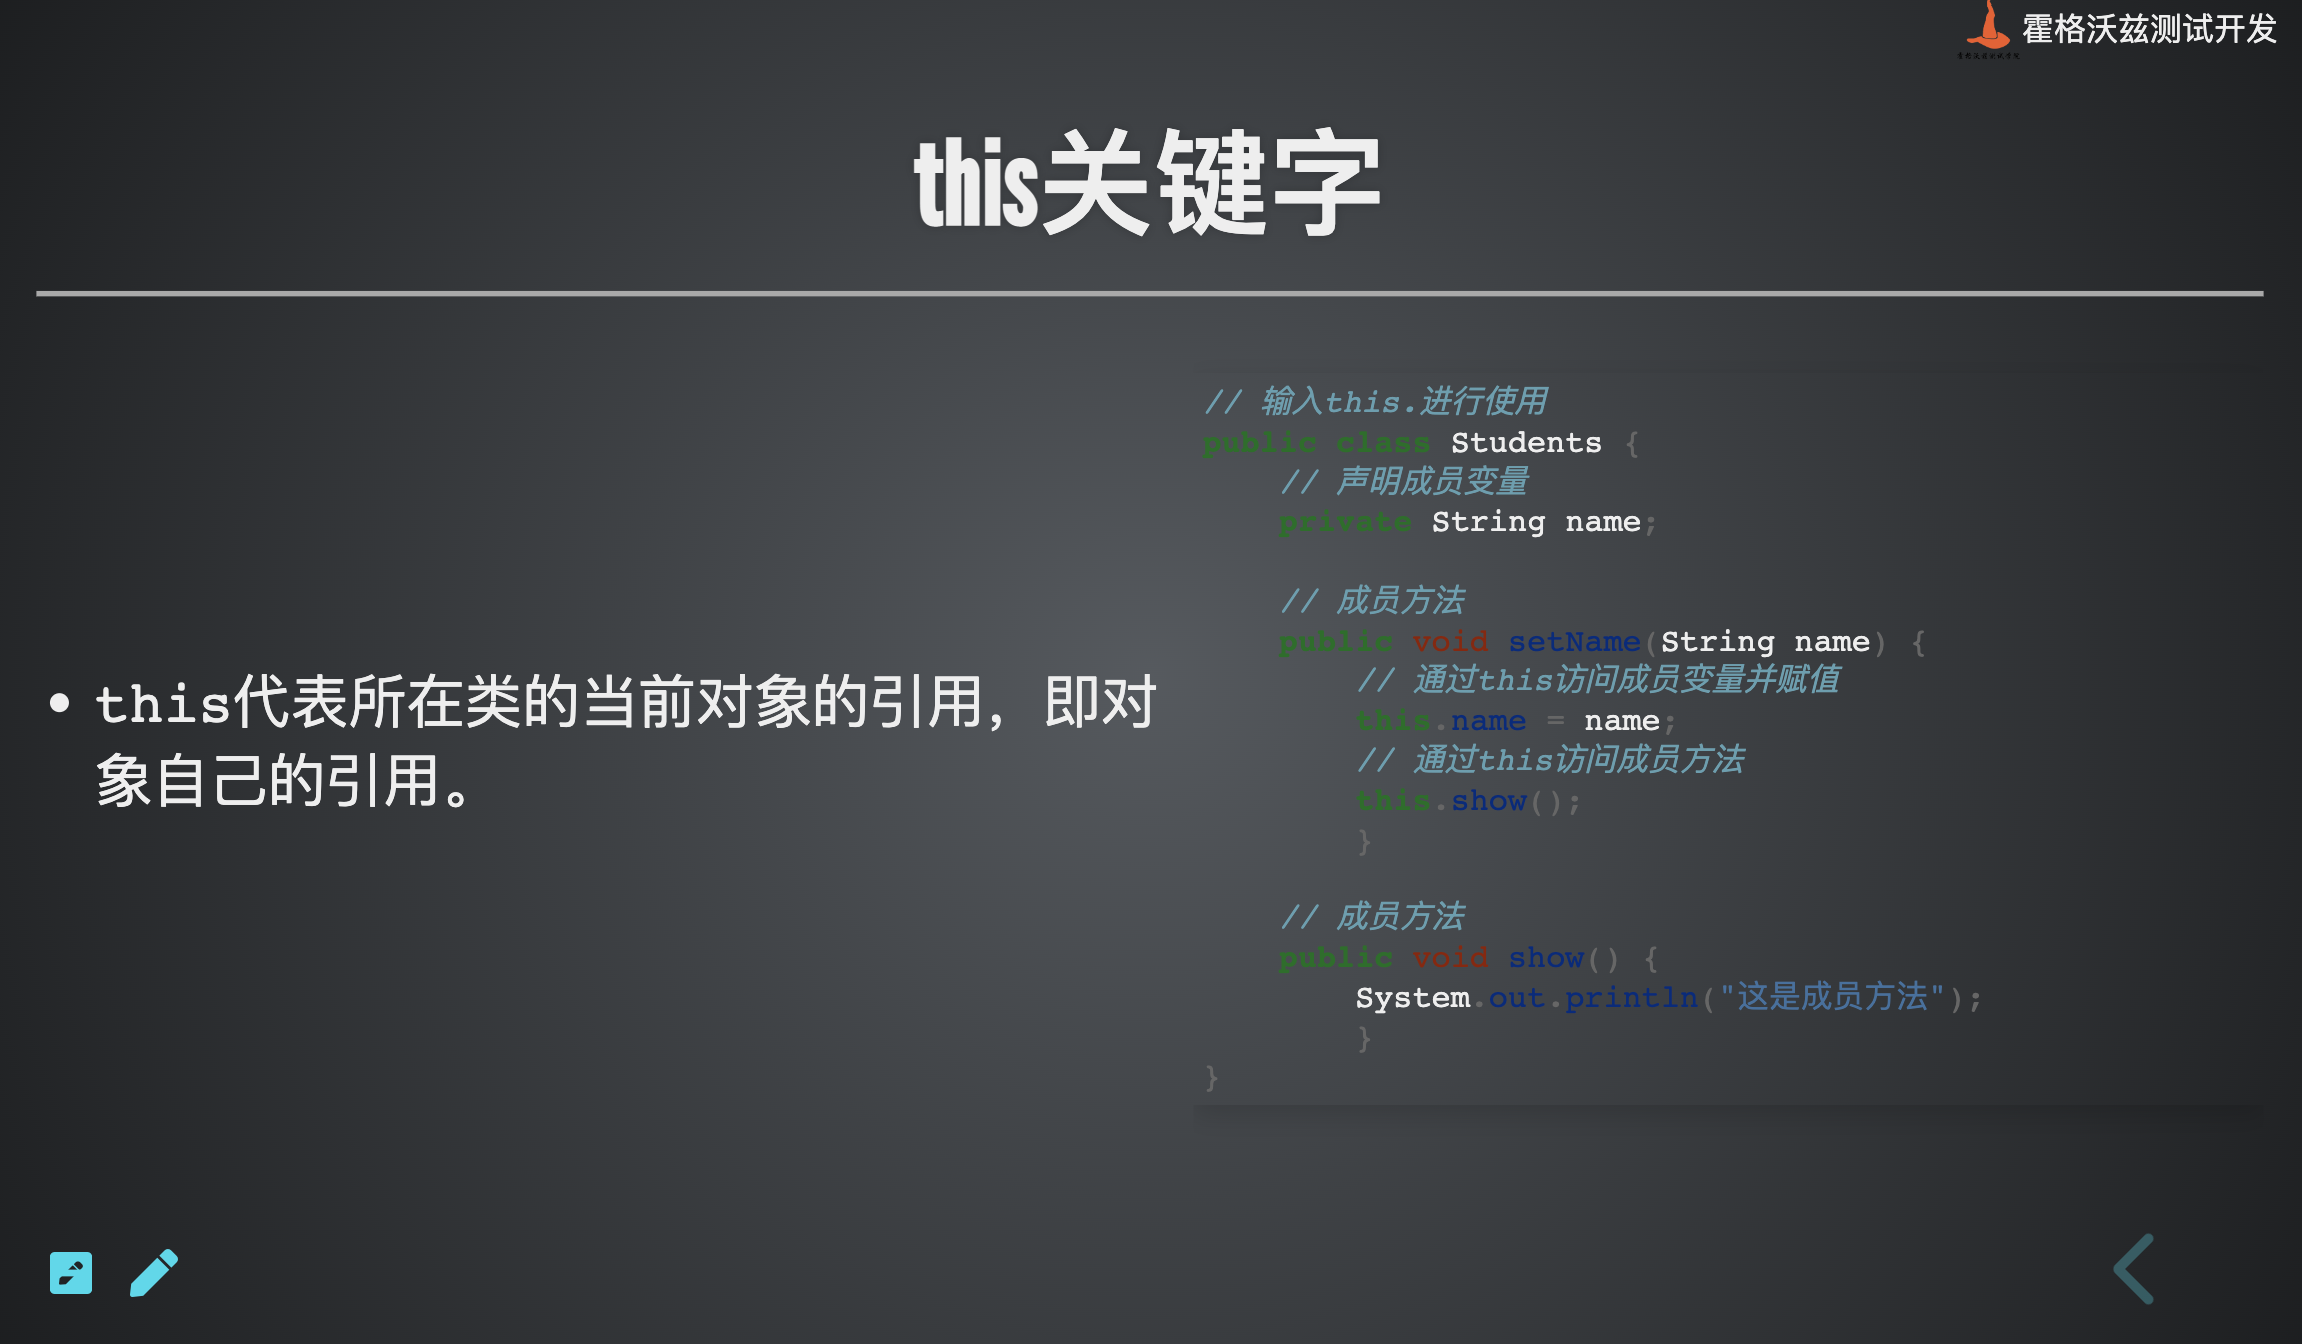 霍格沃兹测试开发
this关键字
• this代表所在类的当前对象的引用，即对
象自己的引用。
// 输入this.进行使用
public class Students {
    // 声明成员变量
    private String name;

    // 成员方法
    public void setName(String name) {
        // 通过this访问成员变量并赋值
        this.name = name;
        // 通过this访问成员方法
        this.show();
        }

    // 成员方法
    public void show() {
        System.out.println("这是成员方法");
        }
}